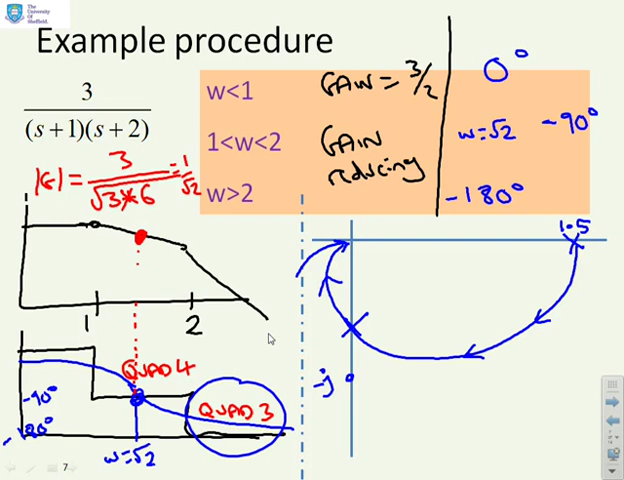 The
University
Of
Sheffield.
Example procedure
3
(s+1)(s+2)
|G| = 3/√3*6 = 1/√2
w<1
GAIN = 3/2
0°
1<w<2
GAIN
reducing
w=√2 -90°
w>2
-180°
1.5
1
2
QUAD 4
-90°
QUAD 3
-180°
w=√2
-j
7